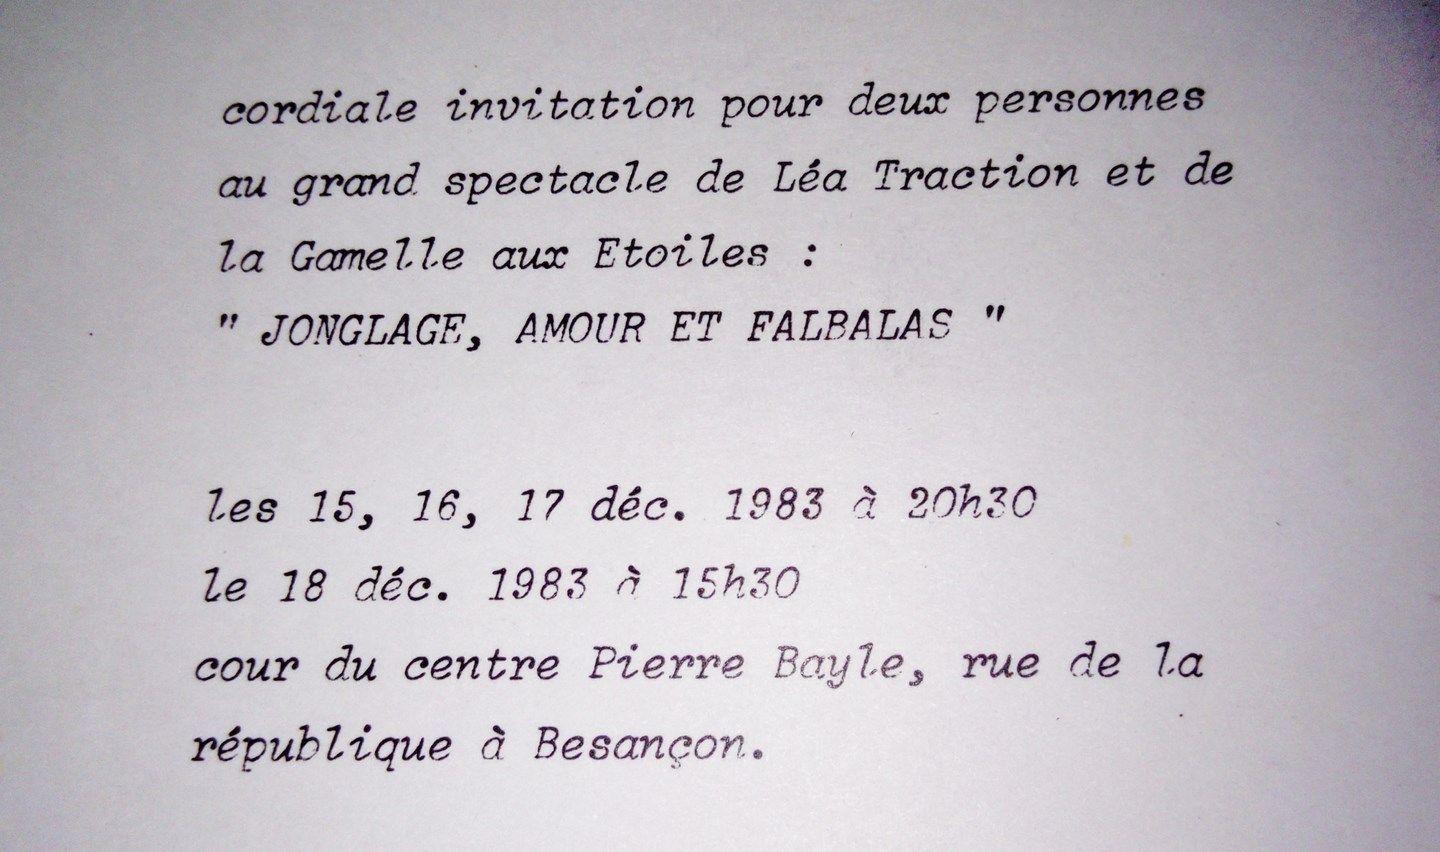 cordiale invitation pour deux personnes
au grand spectacle de Léa Traction et de
la Gamelle aux Etoiles :
" JONGLAGE, AMOUR ET FALBALAS "
les 15, 16, 17 déc. 1983 à 20h30
le 18 déc. 1983 à 15h30
cour du centre Pierre Bayle, rue de la
république à Besançon.